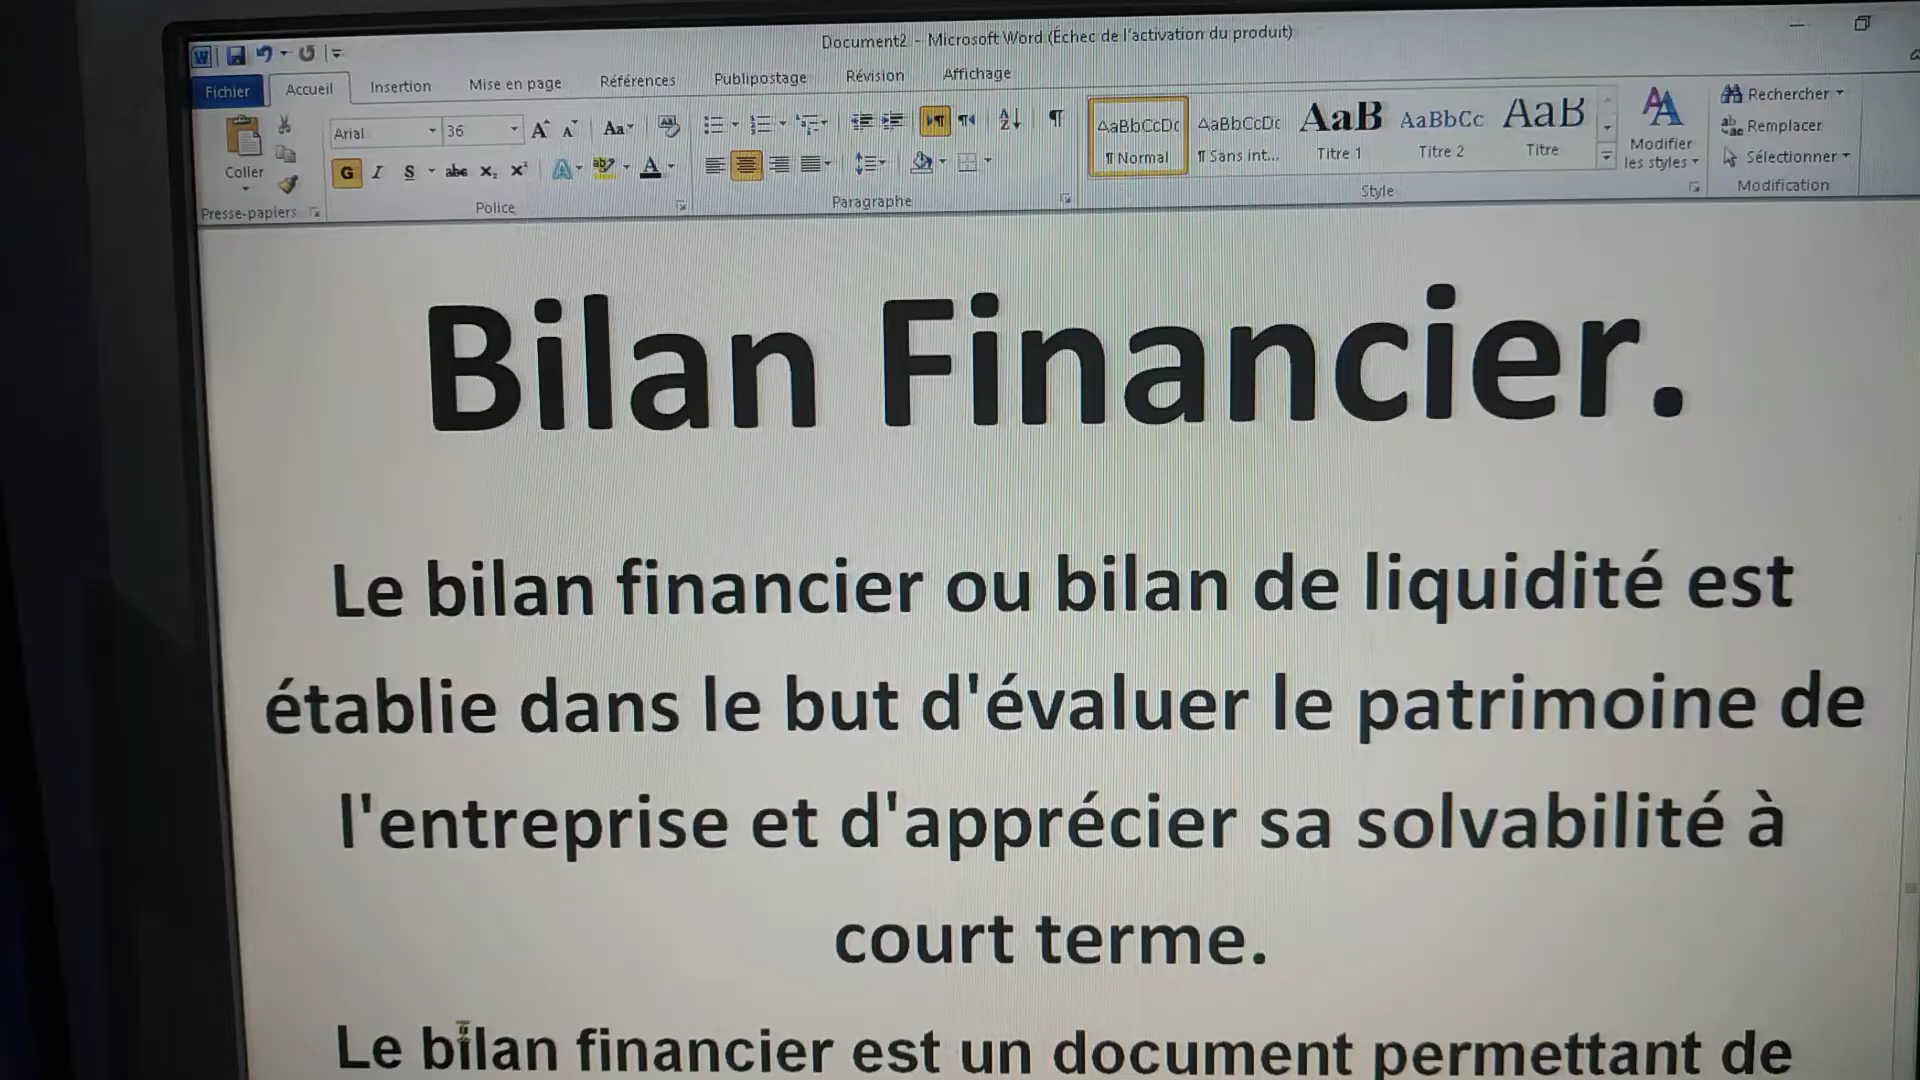 Document2 - Microsoft Word (Échec de l'activation du produit)
Fichier Accueil Insertion Mise en page Références Publipostage Révision Affichage
Coller
Presse-papiers
Arial 36
G I S abc X₂ X²
Police
Paragraphe
AaBbCcDc AaBbCcDc AaB AaBbCc AaB
¶ Normal ¶ Sans int... Titre 1 Titre 2 Titre
Modifier les styles
Style
Rechercher
Remplacer
Sélectionner
Modification
Bilan Financier.
Le bilan financier ou bilan de liquidité est
établie dans le but d'évaluer le patrimoine de
l'entreprise et d'apprécier sa solvabilité à
court terme.
Le bilan financier est un document permettant de